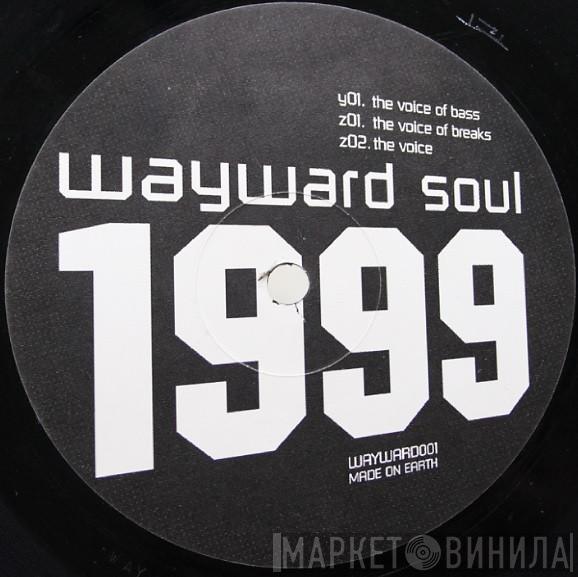 y01. the voice of bass
z01. the voice of breaks
z02. the voice
wayward soul
1999
WAYWARD001
MADE ON EARTH
МАРКЕТ ВИНИЛА